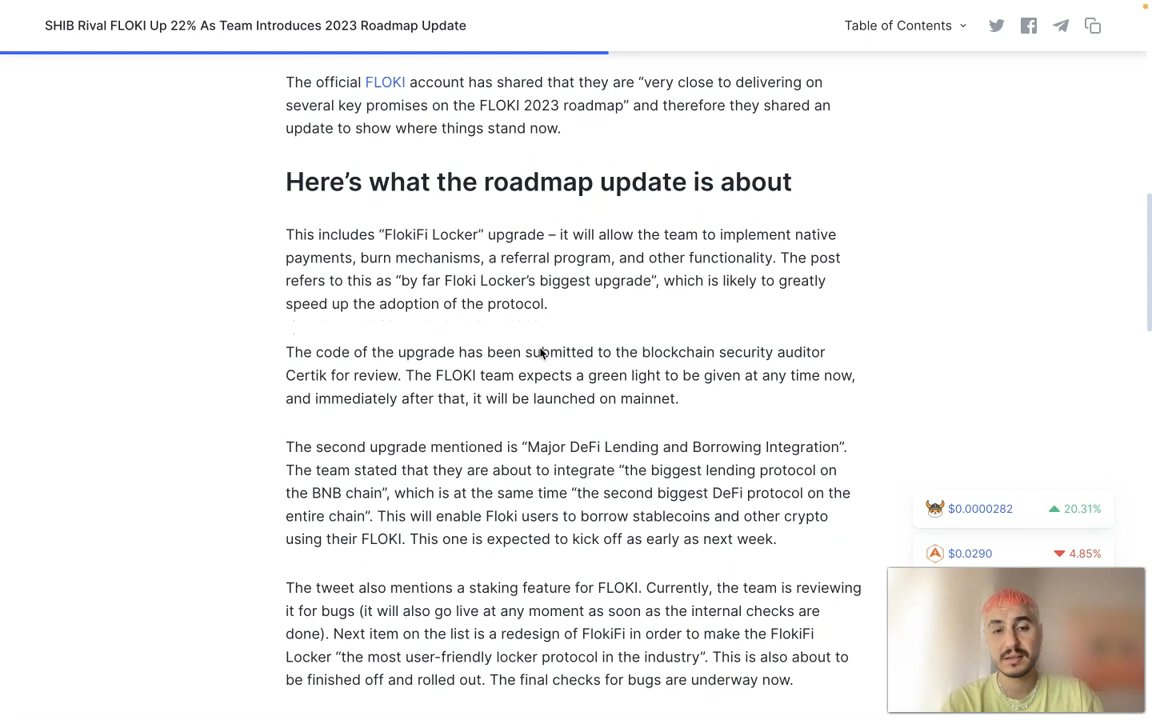 SHIB Rival FLOKI Up 22% As Team Introduces 2023 Roadmap Update
Table of Contents
The official FLOKI account has shared that they are “very close to delivering on
several key promises on the FLOKI 2023 roadmap” and therefore they shared an
update to show where things stand now.
Here’s what the roadmap update is about
This includes “FlokiFi Locker” upgrade – it will allow the team to implement native
payments, burn mechanisms, a referral program, and other functionality. The post
refers to this as “by far Floki Locker’s biggest upgrade”, which is likely to greatly
speed up the adoption of the protocol.
The code of the upgrade has been submitted to the blockchain security auditor
Certik for review. The FLOKI team expects a green light to be given at any time now,
and immediately after that, it will be launched on mainnet.
The second upgrade mentioned is “Major DeFi Lending and Borrowing Integration”.
The team stated that they are about to integrate “the biggest lending protocol on
the BNB chain”, which is at the same time “the second biggest DeFi protocol on the
entire chain”. This will enable Floki users to borrow stablecoins and other crypto
using their FLOKI. This one is expected to kick off as early as next week.
$0.0000282 20.31%
$0.0290 4.85%
The tweet also mentions a staking feature for FLOKI. Currently, the team is reviewing
it for bugs (it will also go live at any moment as soon as the internal checks are
done). Next item on the list is a redesign of FlokiFi in order to make the FlokiFi
Locker “the most user-friendly locker protocol in the industry”. This is also about to
be finished off and rolled out. The final checks for bugs are underway now.